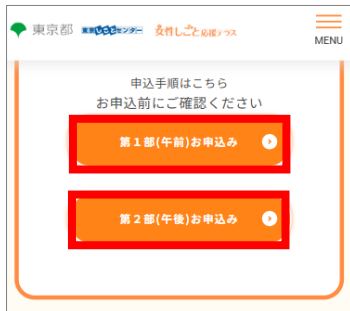 東京都 東京しごとセンター 女性しごと応援テラス
MENU
申込手順はこちら
お申込前にご確認ください
第1部(午前)お申込み
第2部(午後)お申込み